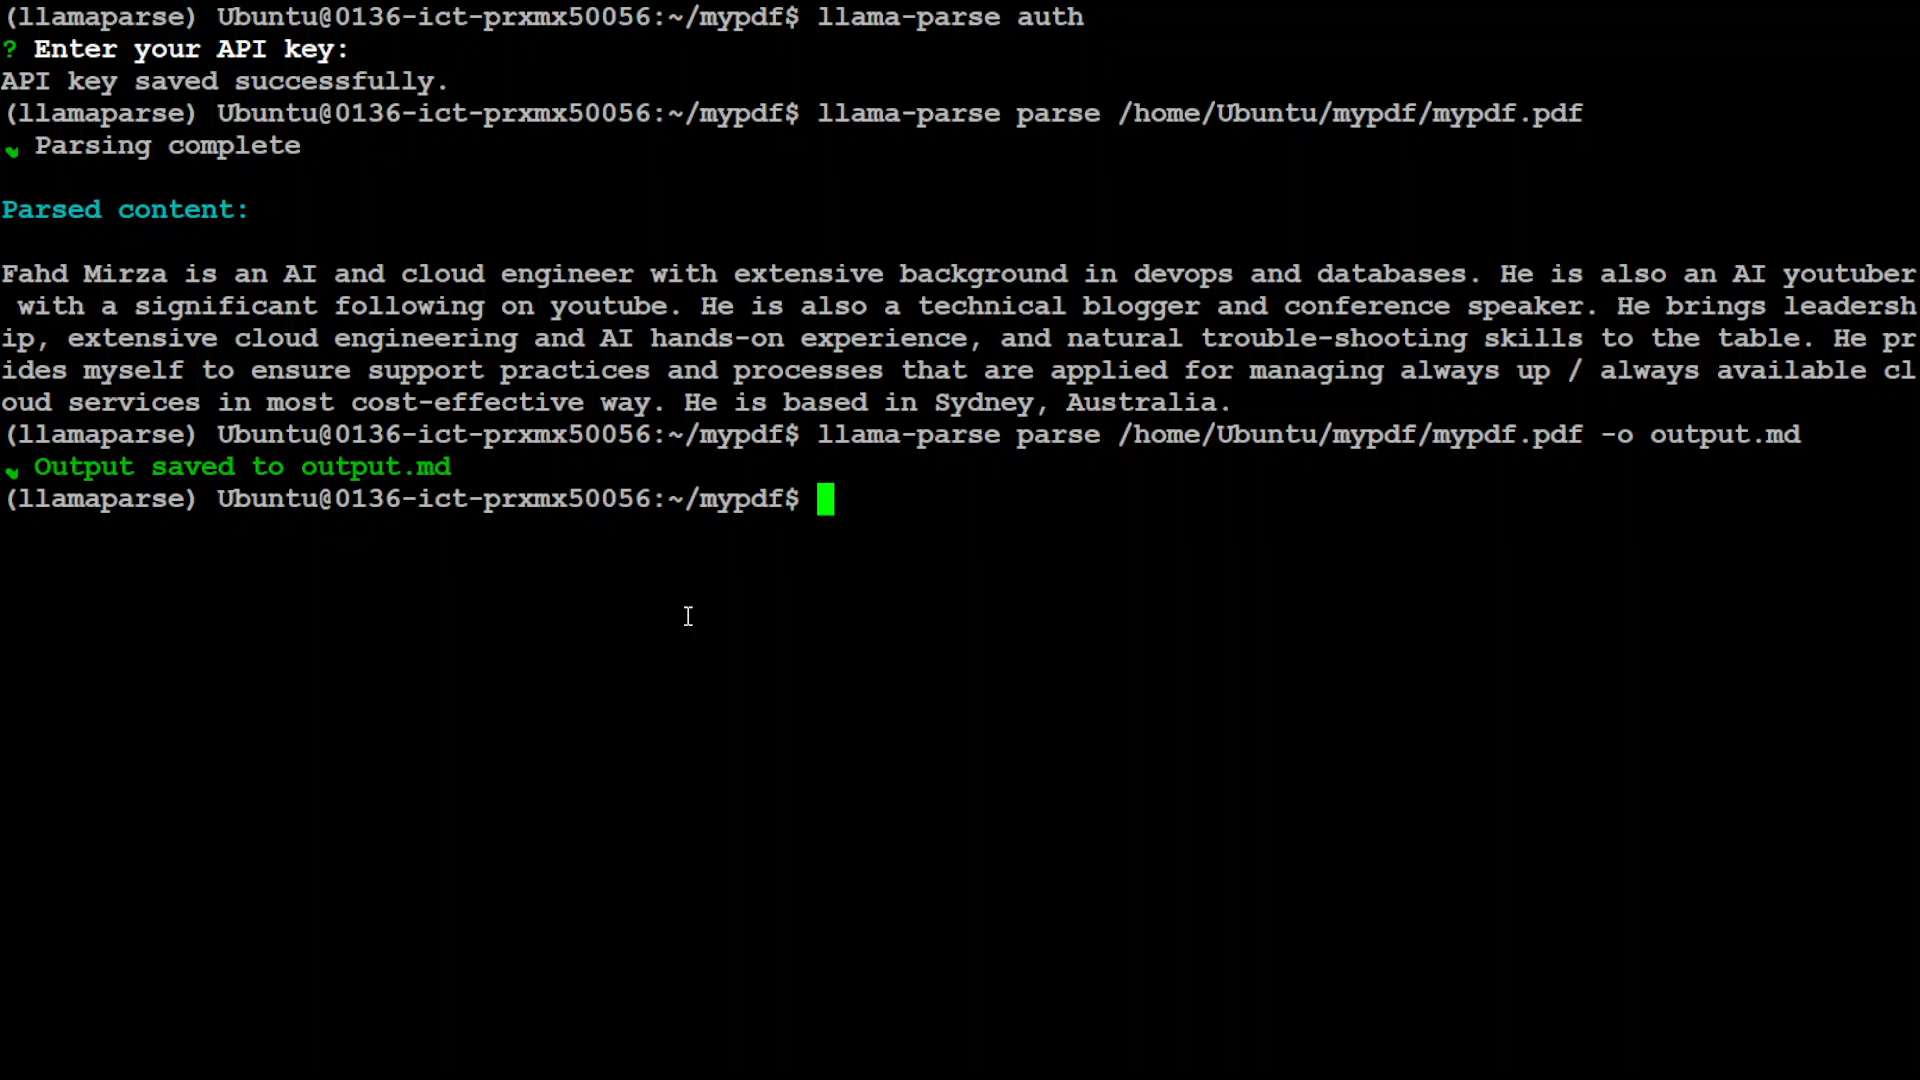 (llamaparse) Ubuntu@0136-ict-prxmx50056:~/mypdf$ llama-parse auth
? Enter your API key:
API key saved successfully.
(llamaparse) Ubuntu@0136-ict-prxmx50056:~/mypdf$ llama-parse parse /home/Ubuntu/mypdf/mypdf.pdf
✔ Parsing complete
Parsed content:
Fahd Mirza is an AI and cloud engineer with extensive background in devops and databases. He is also an AI youtuber
 with a significant following on youtube. He is also a technical blogger and conference speaker. He brings leadersh
ip, extensive cloud engineering and AI hands-on experience, and natural trouble-shooting skills to the table. He pr
ides myself to ensure support practices and processes that are applied for managing always up / always available cl
oud services in most cost-effective way. He is based in Sydney, Australia.
(llamaparse) Ubuntu@0136-ict-prxmx50056:~/mypdf$ llama-parse parse /home/Ubuntu/mypdf/mypdf.pdf -o output.md
✔ Output saved to output.md
(llamaparse) Ubuntu@0136-ict-prxmx50056:~/mypdf$